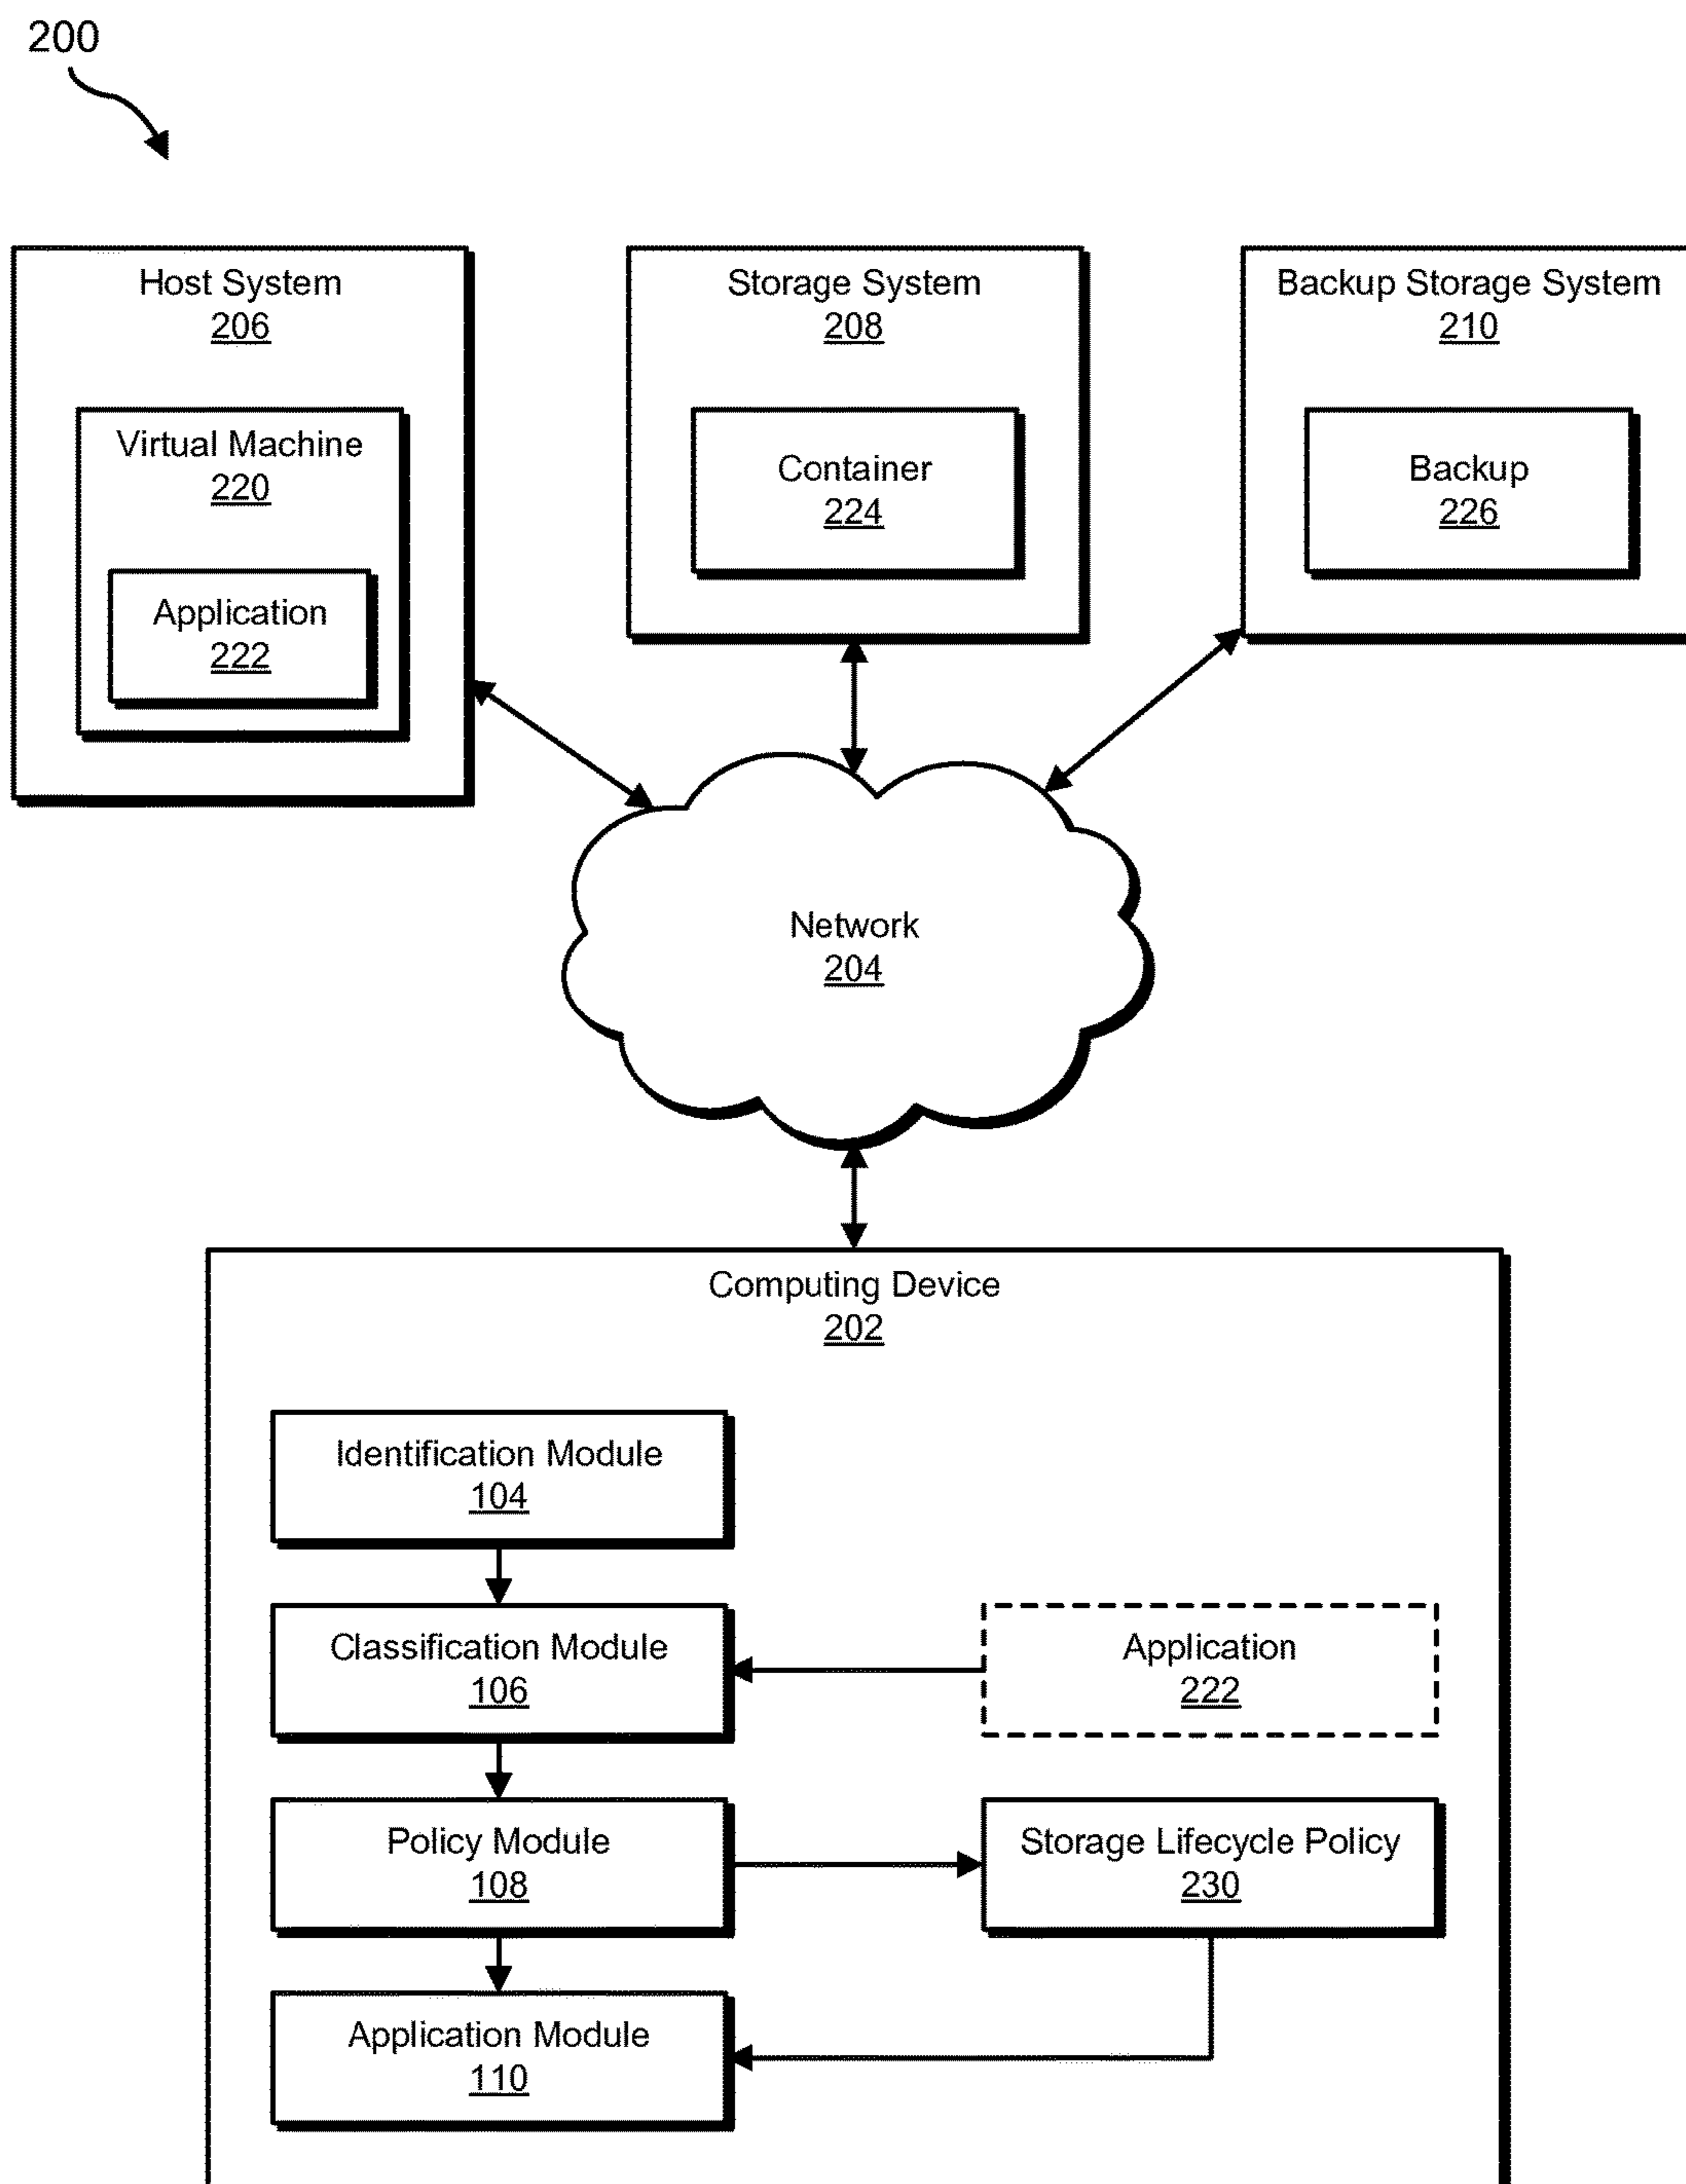 200
Host System
206
Virtual Machine
220
Application
222
Storage System
208
Container
224
Backup Storage System
210
Backup
226
Network
204
Computing Device
202
Identification Module
104
Classification Module
106
Application
222
Policy Module
108
Storage Lifecycle Policy
230
Application Module
110